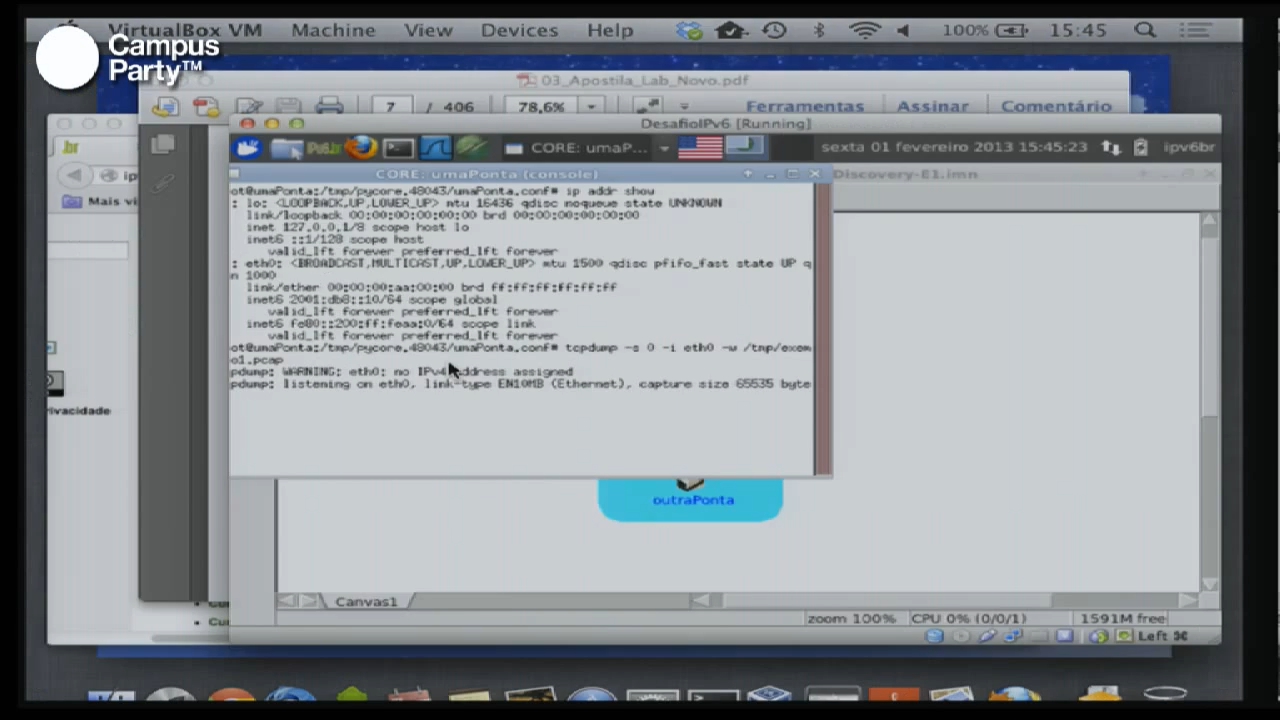 VirtualBox VM Machine View Devices Help 100% 15:45
Campus
Party™
03_Apostila_Lab_Novo.pdf
7 / 406 78,6% Ferramentas Assinar Comentário
DesafioIPv6 [Running]
.br
CORE: umaP... sexta 01 fevereiro 2013 15:45:23 ipv6br
CORE: umaPonta (console)
Discovery-E1.imn
ot@umaPonta:/tmp/pycore.48043/umaPonta.conf# ip addr show
: lo: <LOOPBACK,UP,LOWER_UP> mtu 16436 qdisc noqueue state UNKNOWN
link/loopback 00:00:00:00:00:00 brd 00:00:00:00:00:00
inet 127.0.0.1/8 scope host lo
inet6 ::1/128 scope host
valid_lft forever preferred_lft forever
: eth0: <BROADCAST,MULTICAST,UP,LOWER_UP> mtu 1500 qdisc pfifo_fast state UP q
n 1000
link/ether 00:00:00:aa:00:00 brd ff:ff:ff:ff:ff:ff
inet6 2001:db8::10/64 scope global
valid_lft forever preferred_lft forever
inet6 fe80::200:ff:feaa:0/64 scope link
valid_lft forever preferred_lft forever
ot@umaPonta:/tmp/pycore.48043/umaPonta.conf# tcpdump -s 0 -i eth0 -w /tmp/exem
o1.pcap
pdump: WARNING: eth0: no IPv4 address assigned
pdump: listening on eth0, link-type EN10MB (Ethernet), capture size 65535 byte
Mais vi
rivacidade
outraPonta
Canvas1
zoom 100% CPU 0% (0/0/1) 1591M free
Left ⌘